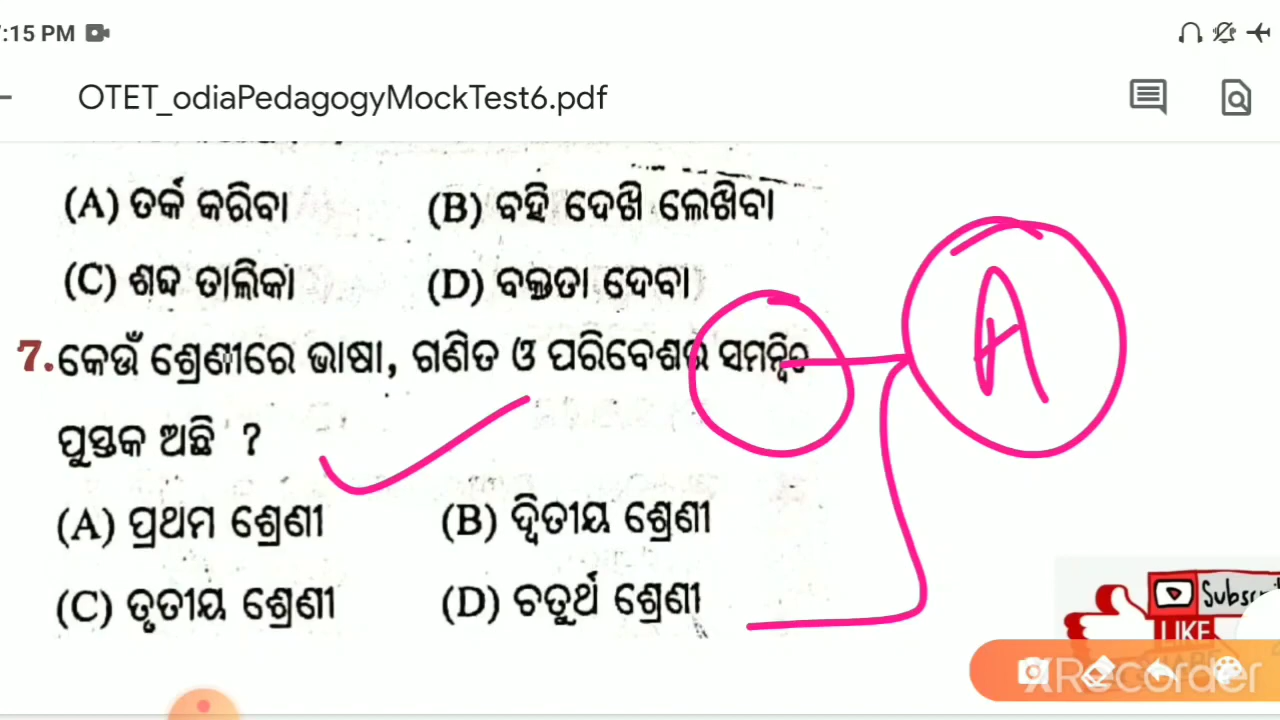 :15 PM
OTET_odiaPedagogyMockTest6.pdf
(A) ତର୍କ କରିବା (B) ବହି ଦେଖି ଲେଖିବା
(C) ଶବ୍ଦ ତାଲିକା (D) ବକ୍ତତା ଦେବା
7. କେଉଁ ଶ୍ରେଣୀରେ ଭାଷା, ଗଣିତ ଓ ପରିବେଶର ସମନ୍ୱିତ
ପୁସ୍ତକ ଅଛି ?
(A) ପ୍ରଥମ ଶ୍ରେଣୀ (B) ଦ୍ୱିତୀୟ ଶ୍ରେଣୀ
(C) ତୃତୀୟ ଶ୍ରେଣୀ (D) ଚତୁର୍ଥ ଶ୍ରେଣୀ
A
LIKE
XRecorder